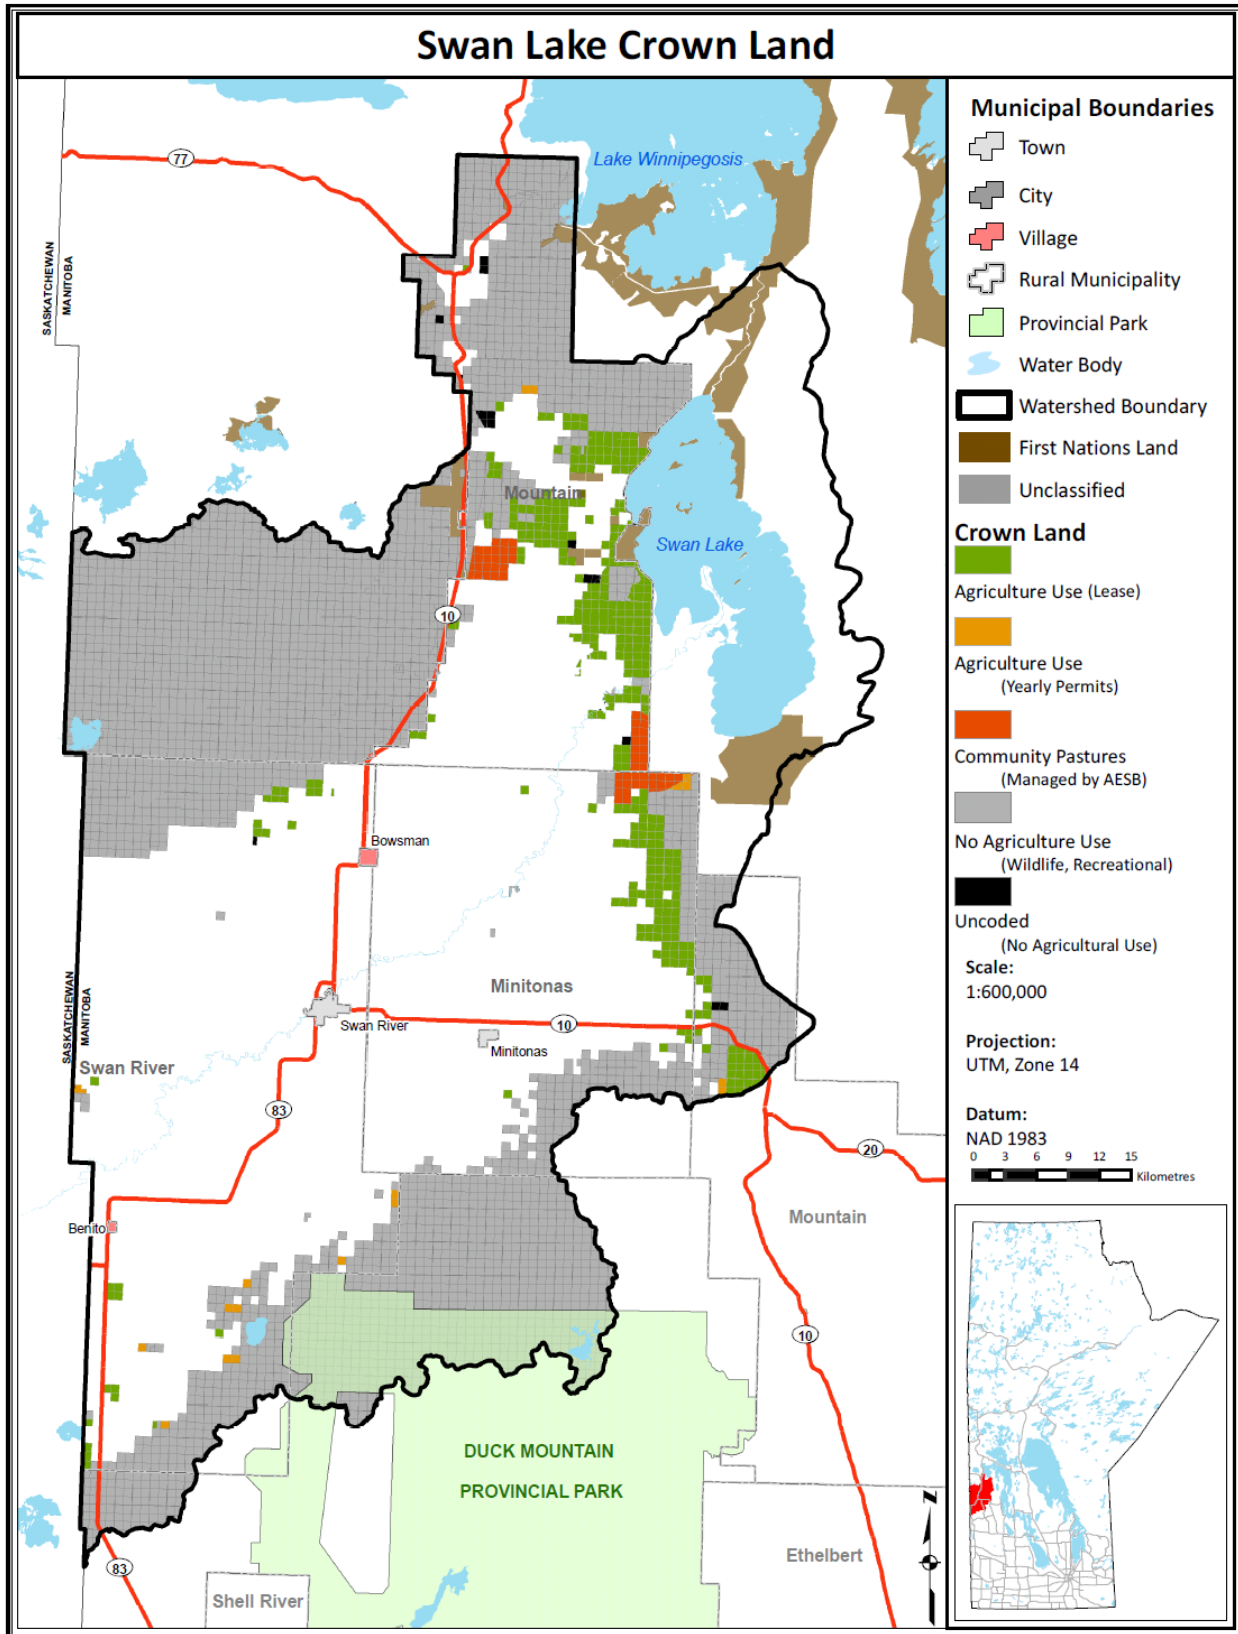 Swan Lake Crown Land
77
Lake Winnipegosis
SASKATCHEWAN
MANITOBA
Mountain
Swan Lake
10
Bowsman
Minitonas
Swan River
10
Minitonas
SASKATCHEWAN
MANITOBA
Swan River
83
20
Benito
Mountain
10
DUCK MOUNTAIN
PROVINCIAL PARK
Ethelbert
83
Shell River
Z
Municipal Boundaries
Town
City
Village
Rural Municipality
Provincial Park
Water Body
Watershed Boundary
First Nations Land
Unclassified
Crown Land
Agriculture Use (Lease)
Agriculture Use
(Yearly Permits)
Community Pastures
(Managed by AESB)
No Agriculture Use
(Wildlife, Recreational)
Uncoded
(No Agricultural Use)
Scale:
1:600,000
Projection:
UTM, Zone 14
Datum:
NAD 1983
0 3 6 9 12 15
Kilometres